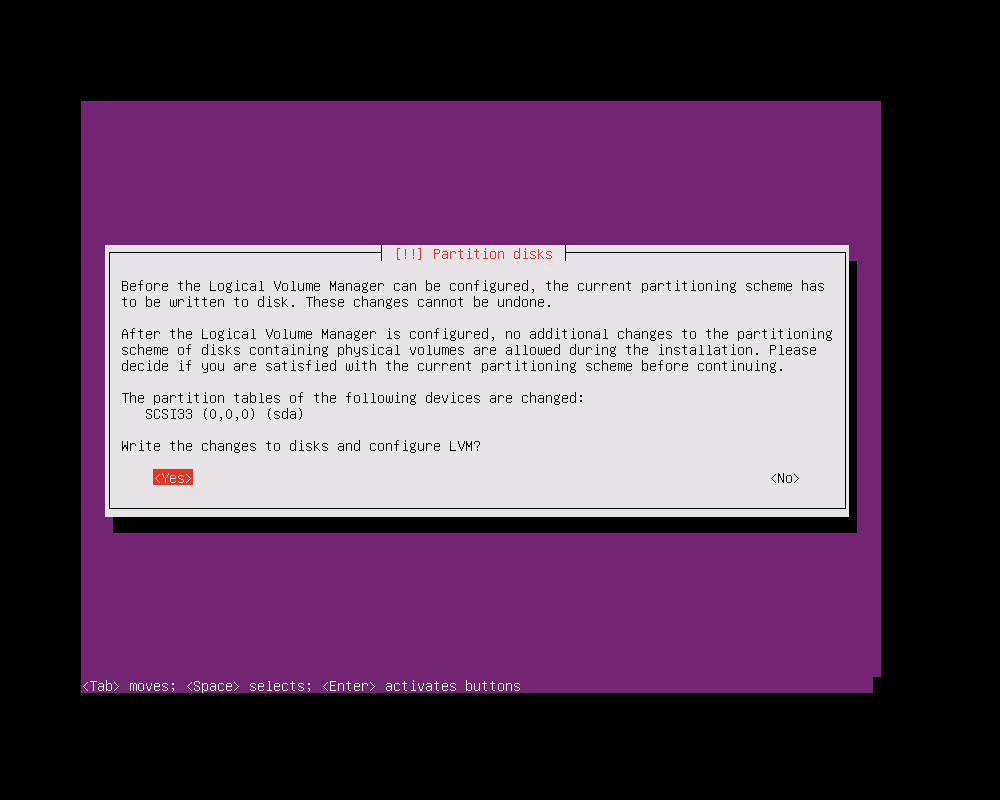 [!!] Partition disks
Before the Logical Volume Manager can be configured, the current partitioning scheme has
to be written to disk. These changes cannot be undone.
After the Logical Volume Manager is configured, no additional changes to the partitioning
scheme of disks containing physical volumes are allowed during the installation. Please
decide if you are satisfied with the current partitioning scheme before continuing.
The partition tables of the following devices are changed:
SCSI33 (0,0,0) (sda)
Write the changes to disks and configure LVM?
<Yes> <No>
<Tab> moves; <Space> selects; <Enter> activates buttons